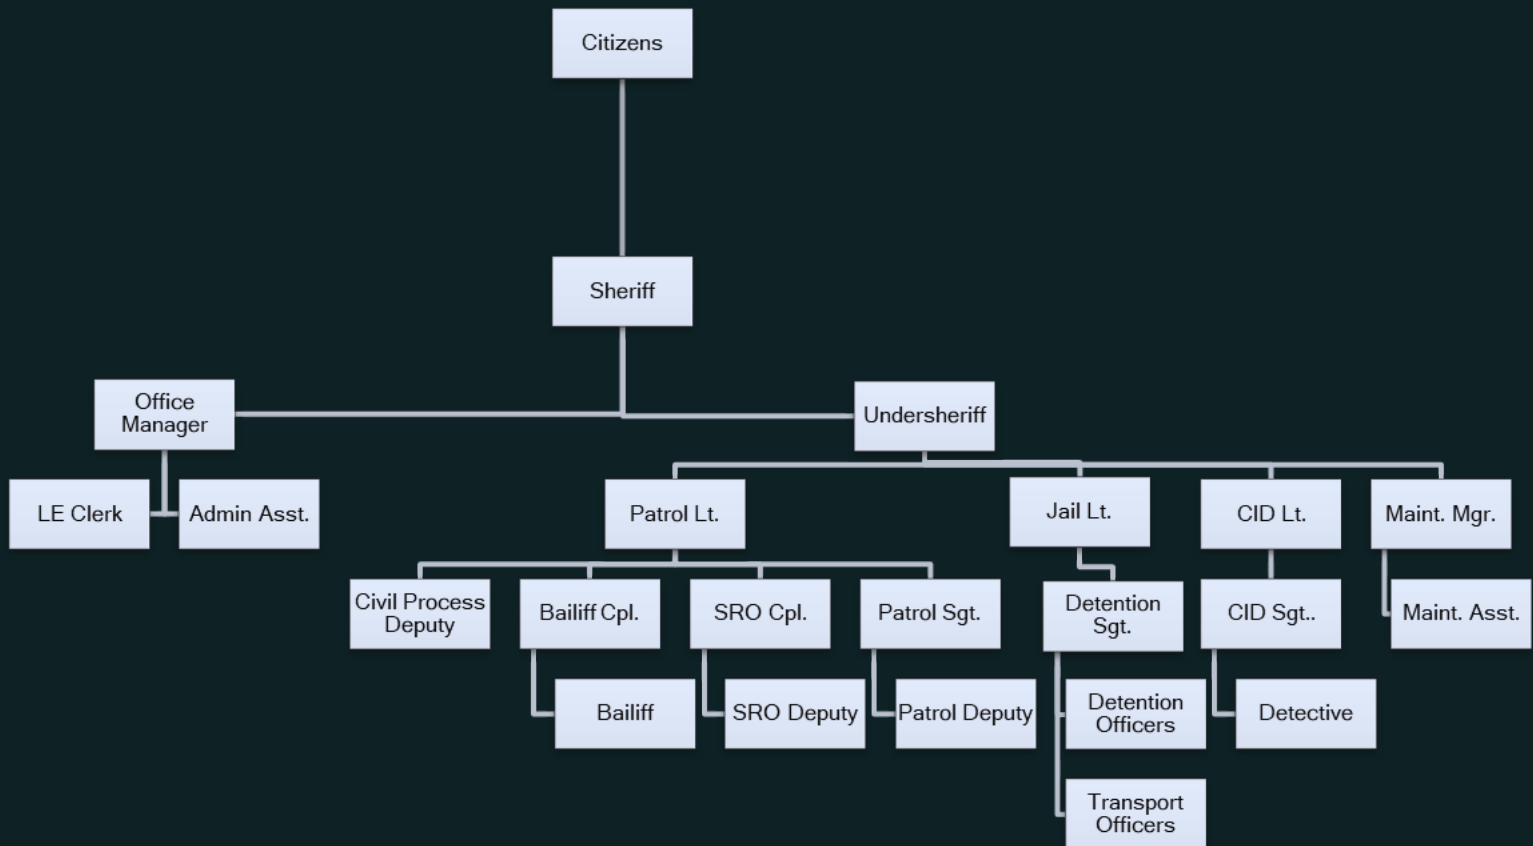 Citizens
Sheriff
Office
Manager
Undersheriff
LE Clerk
Admin Asst.
Patrol Lt.
Jail Lt.
CID Lt.
Maint. Mgr.
Civil Process
Deputy
Bailiff Cpl.
SRO Cpl.
Patrol Sgt.
Detention
Sgt.
CID Sgt..
Maint. Asst.
Bailiff
SRO Deputy
Patrol Deputy
Detention
Officers
Detective
Transport
Officers